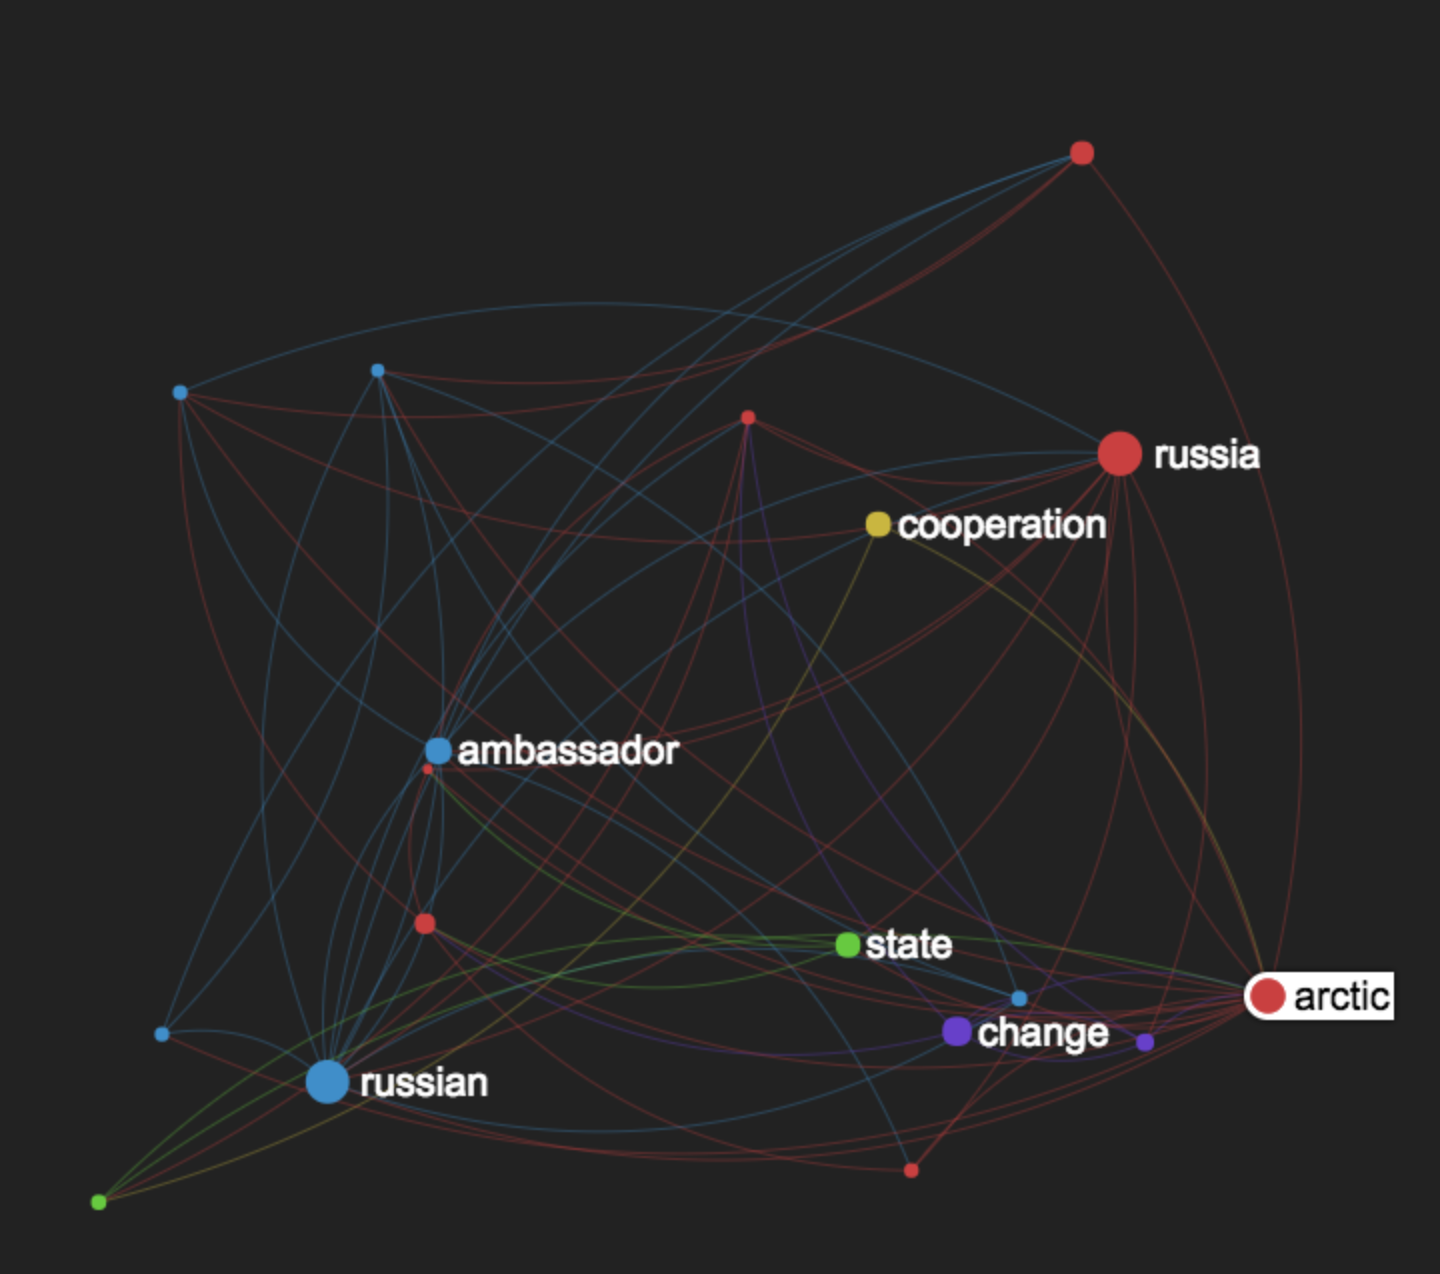 russia
cooperation
ambassador
state
arctic
change
russian